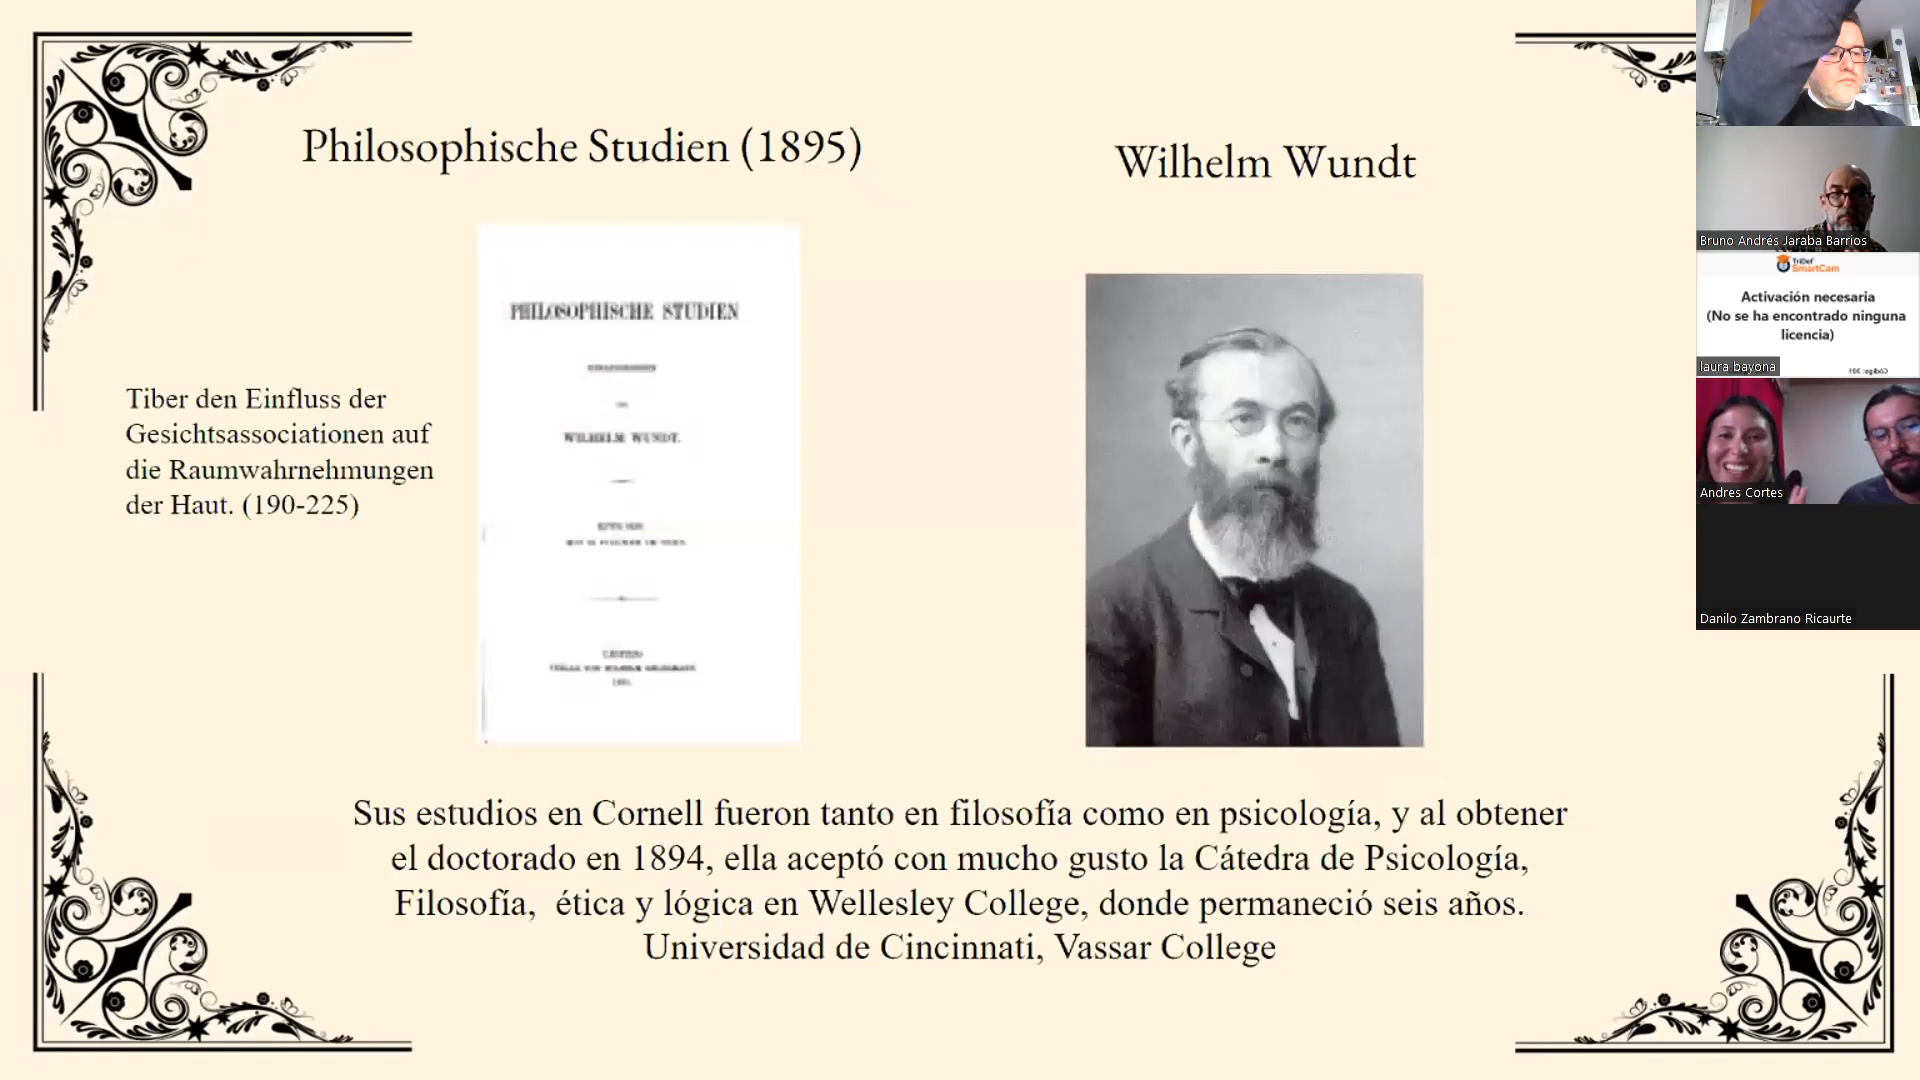 Philosophische Studien (1895)
Wilhelm Wundt
Tiber den Einfluss der
Gesichtsassociationen auf
die Raumwahrnehmungen
der Haut. (190-225)
PHILOSOPHISCHE STUDIEN
WILHELM WUNDT.
Sus estudios en Cornell fueron tanto en filosofía como en psicología, y al obtener
el doctorado en 1894, ella aceptó con mucho gusto la Cátedra de Psicología,
Filosofía,  ética y lógica en Wellesley College, donde permaneció seis años.
Universidad de Cincinnati, Vassar College
Bruno Andrés Jaraba Barrios
TriDef
SmartCam
Activación necesaria
(No se ha encontrado ninguna
licencia)
laura bayona
Andres Cortes
Danilo Zambrano Ricaurte